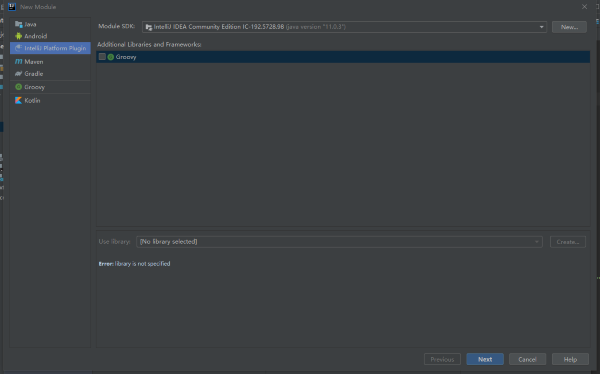 New Module
Java
Android
IntelliJ Platform Plugin
Maven
Gradle
Groovy
Kotlin
Module SDK:
IntelliJ IDEA Community Edition IC-192.5728.98 (java version "11.0.3")
New...
Additional Libraries and Frameworks:
Groovy
Use library:
[No library selected]
Create...
Error: library is not specified
Previous
Next
Cancel
Help